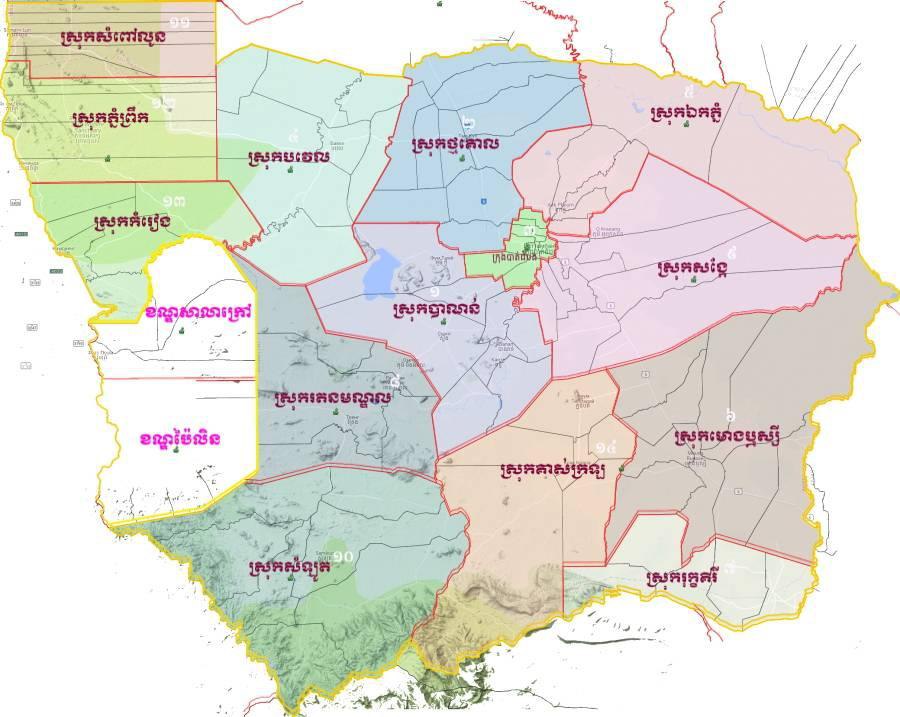 ១១
ស្រុកសំពៅលូន
១២
ស្រុកភ្នំព្រឹក
ស្រុកបវេល
២
ស្រុកថ្មគោល
៥
ស្រុកឯកភ្នំ
១៣
ស្រុកកំរៀង
៣
ក្រុងបាត់ដំបង
៩
ស្រុកសង្កែ
១
ស្រុកបាណន់
ខណ្ឌសាលាក្រៅ
៨
ស្រុករតនមណ្ឌល
ខណ្ឌប៉ៃលិន
៦
ស្រុកមោងឫស្សី
១៤
ស្រុកគាស់ក្រឡ
១០
ស្រុកសំឡូត
៧
ស្រុករុក្ខគិរី